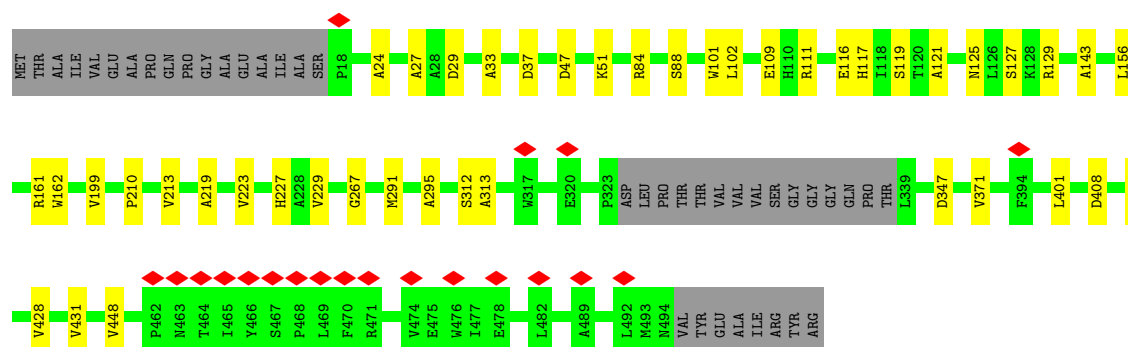 MET THR ALA ILE VAL GLU ALA PRO GLN PRO GLY ALA GLU ALA ILE ALA SER P18 A24 A27 A28 D29 A33 D37 D47 K51 R84 S88 W101 L102 E109 H110 R111 E116 H117 I118 S119 T120 A121 N125 L126 S127 K128 R129 A143 L156
R161 W162 V199 P210 V213 A219 V223 H227 A228 V229 G267 M291 A295 S312 A313 W317 E320 P323 ASP LEU PRO THR THR VAL VAL VAL SER GLY GLY GLY GLN PRO THR L339 D347 V371 F394 L401 D408
V428 V431 V448 P462 N463 T464 I465 Y466 S467 P468 L469 F470 R471 V474 E475 W476 I477 E478 L482 A489 L492 M493 N494 VAL TYR GLU ALA ILE ARG TYR ARG